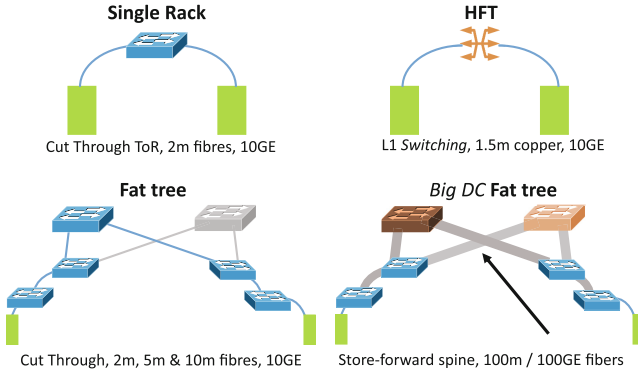 Single Rack
HFT
Cut Through ToR, 2m fibres, 10GE
L1 Switching, 1.5m copper, 10GE
Fat tree
Big DC Fat tree
Cut Through, 2m, 5m & 10m fibres, 10GE
Store-forward spine, 100m / 100GE fibers